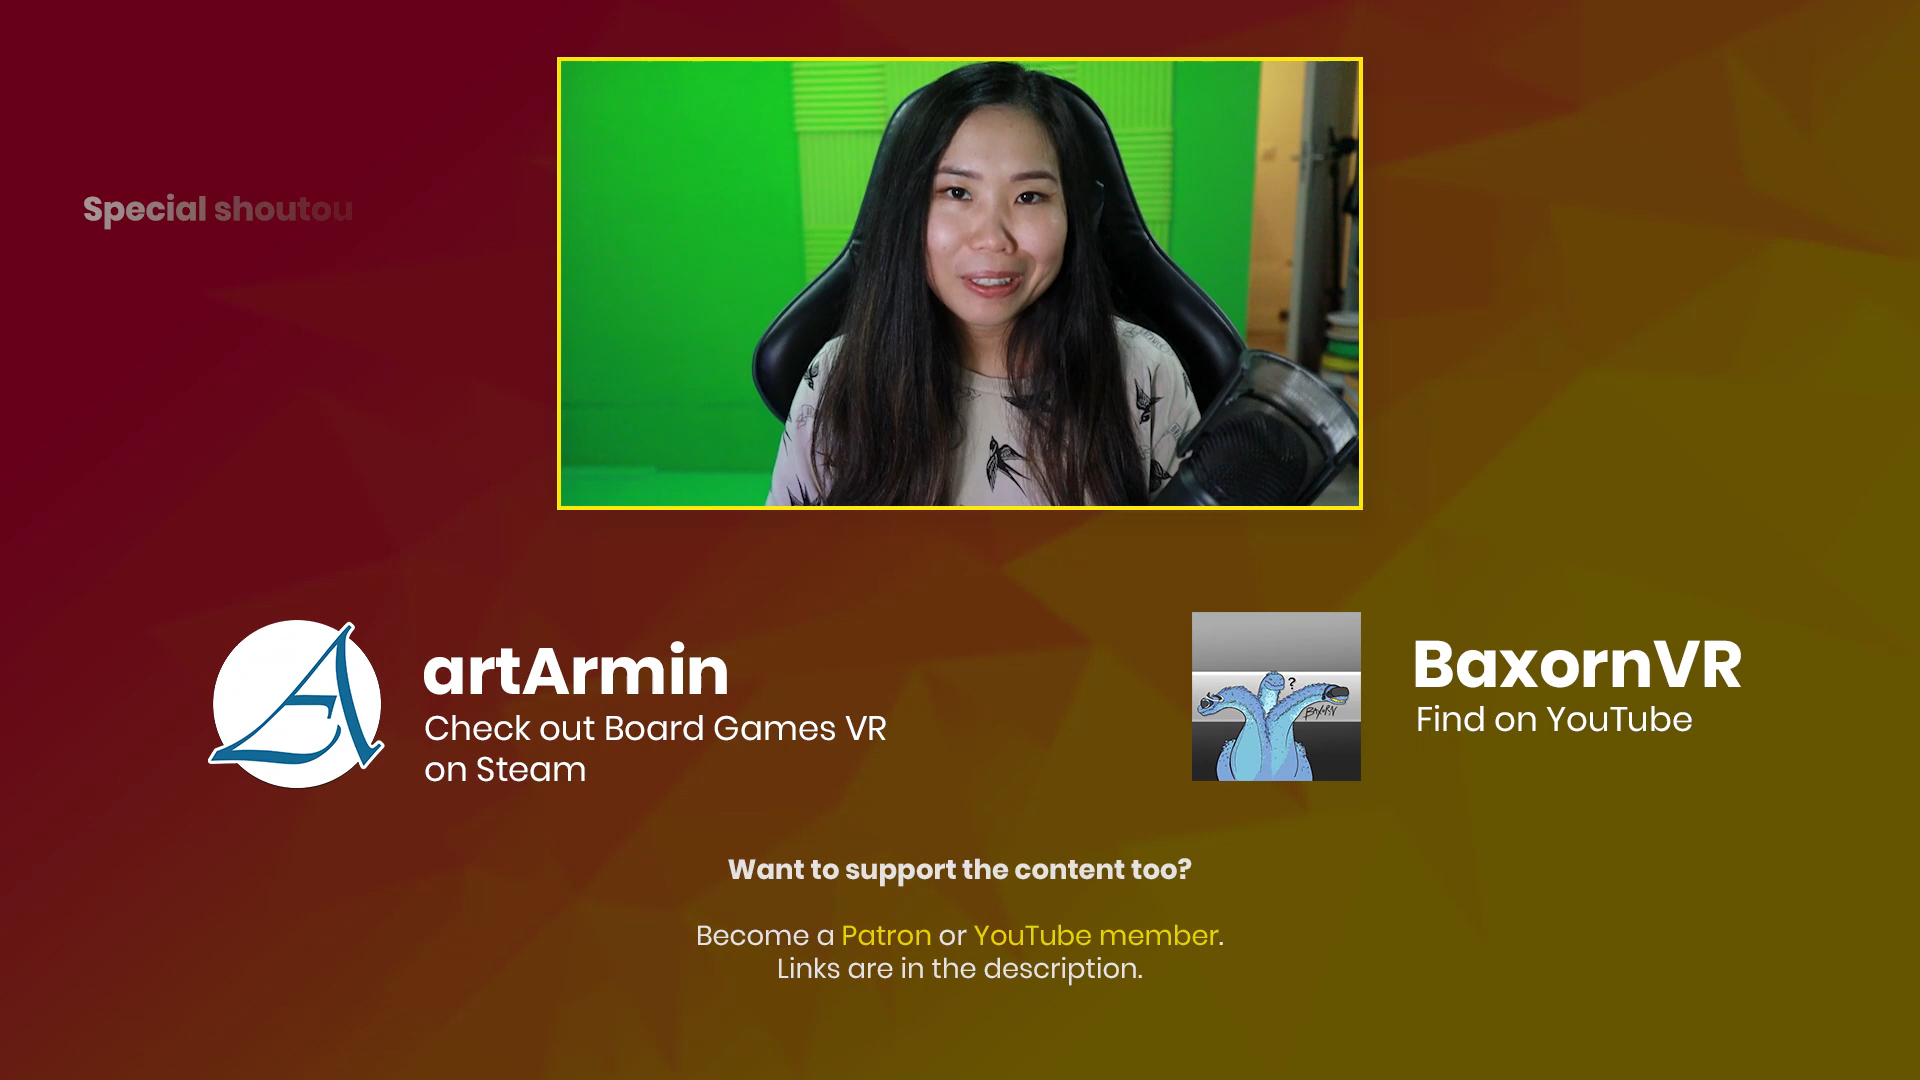 Special shoutou
artArmin
Check out Board Games VR
on Steam
?
BAXORN
BaxornVR
Find on YouTube
Want to support the content too?
Become a Patron or YouTube member.
Links are in the description.